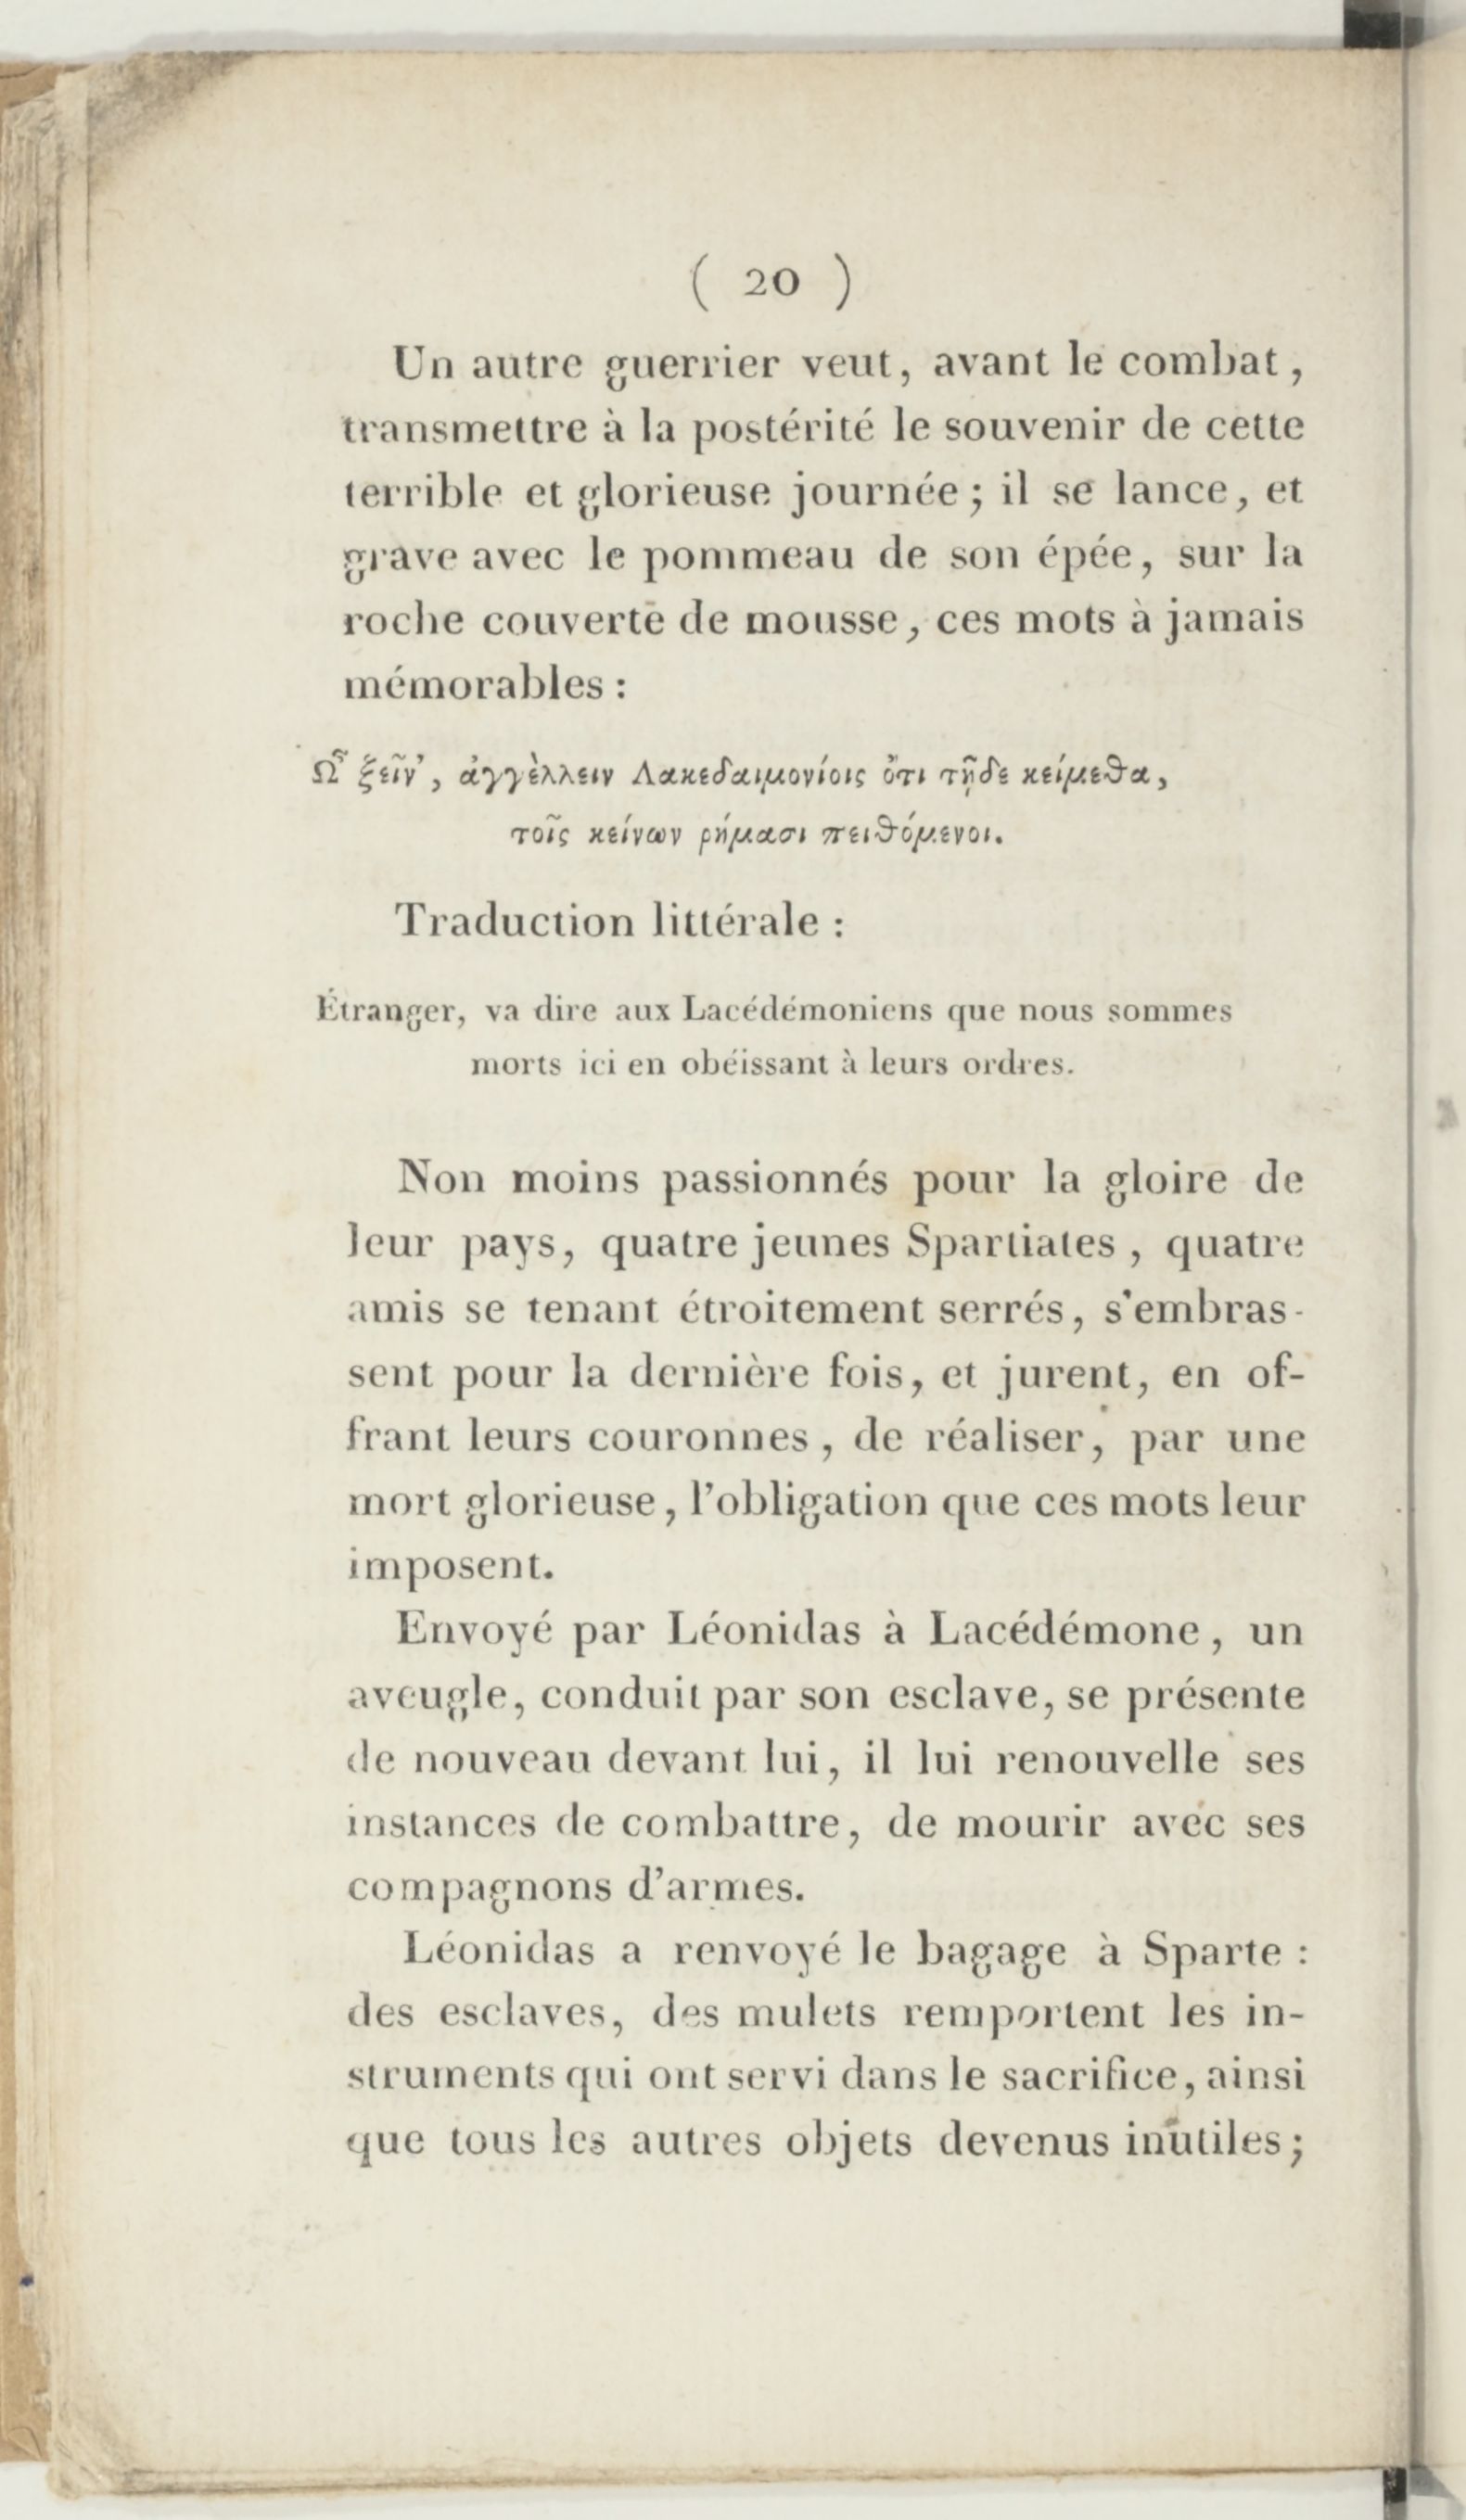 ( 20 )
Un autre guerrier veut, avant le combat,
transmettre à la postérité le souvenir de cette
terrible et glorieuse journée; il se lance, et
grave avec le pommeau de son épée, sur la
roche couverte de mousse, ces mots à jamais
mémorables :
Ὦ ξεῖν', ἀγγὲλλειν Λακεδαιμονίοις ὅτι τῇδε κείμεθα,
τοῖς κείνων ρήμασι πειθόμενοι.
Traduction littérale :
Étranger, va dire aux Lacédémoniens que nous sommes
morts ici en obéissant à leurs ordres.
Non moins passionnés pour la gloire de
leur pays, quatre jeunes Spartiates, quatre
amis se tenant étroitement serrés, s'embras-
sent pour la dernière fois, et jurent, en of-
frant leurs couronnes, de réaliser, par une
mort glorieuse, l'obligation que ces mots leur
imposent.
Envoyé par Léonidas à Lacédémone, un
aveugle, conduit par son esclave, se présente
de nouveau devant lui, il lui renouvelle ses
instances de combattre, de mourir avec ses
compagnons d'armes.
Léonidas a renvoyé le bagage à Sparte :
des esclaves, des mulets remportent les in-
struments qui ont servi dans le sacrifice, ainsi
que tous les autres objets devenus inutiles;